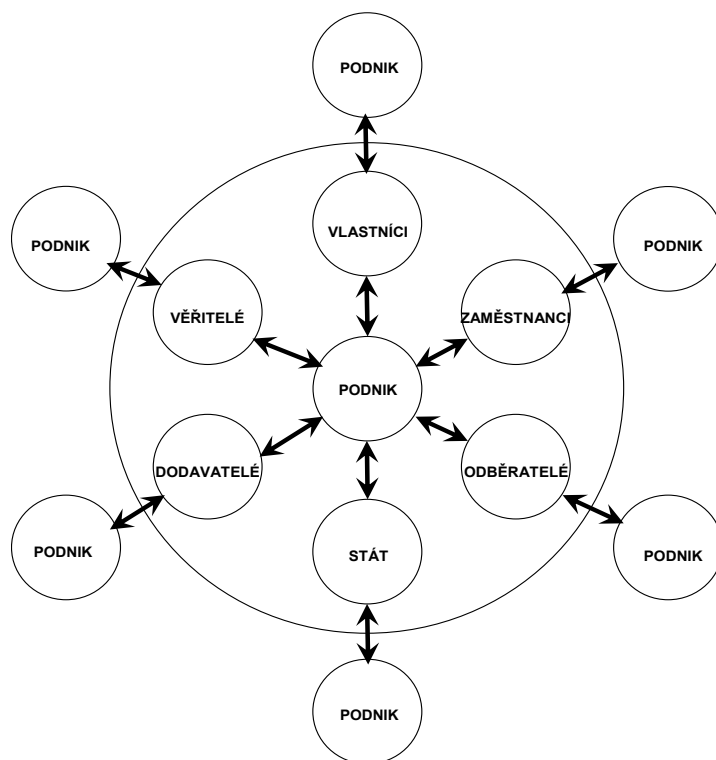 PODNIK
VLASTNÍCI
PODNIK
PODNIK
VĚŘITELÉ
ZAMĚSTNANCI
PODNIK
DODAVATELÉ
ODBĚRATELÉ
PODNIK
STÁT
PODNIK
PODNIK